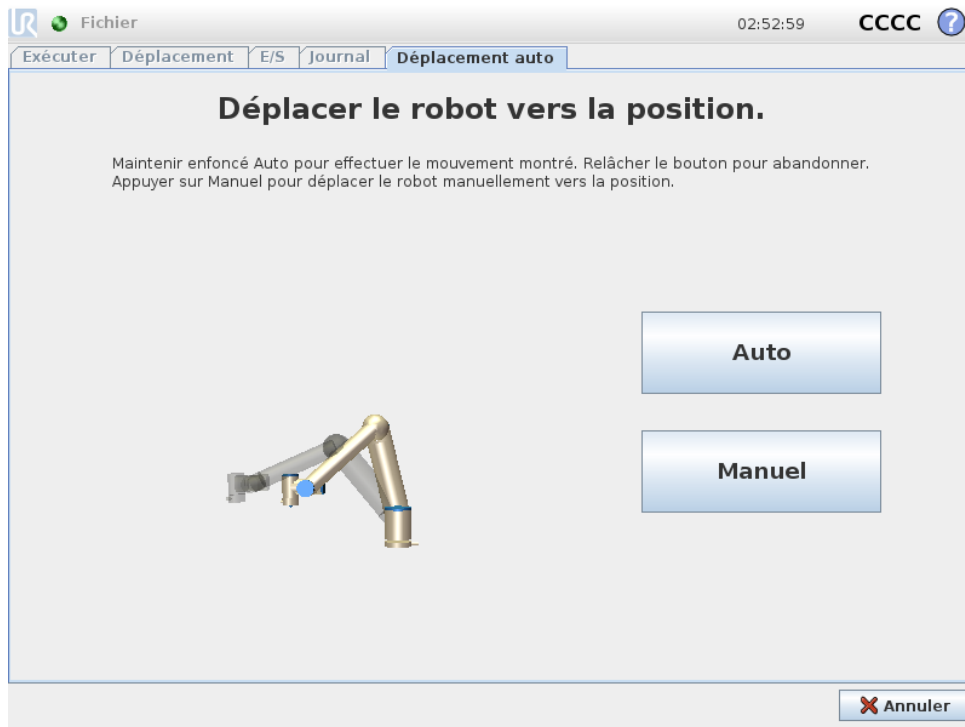 UR Fichier 02:52:59 CCCC ?
Exécuter Déplacement E/S Journal Déplacement auto
Déplacer le robot vers la position.
Maintenir enfoncé Auto pour effectuer le mouvement montré. Relâcher le bouton pour abandonner.
Appuyer sur Manuel pour déplacer le robot manuellement vers la position.
Auto
Manuel
Annuler